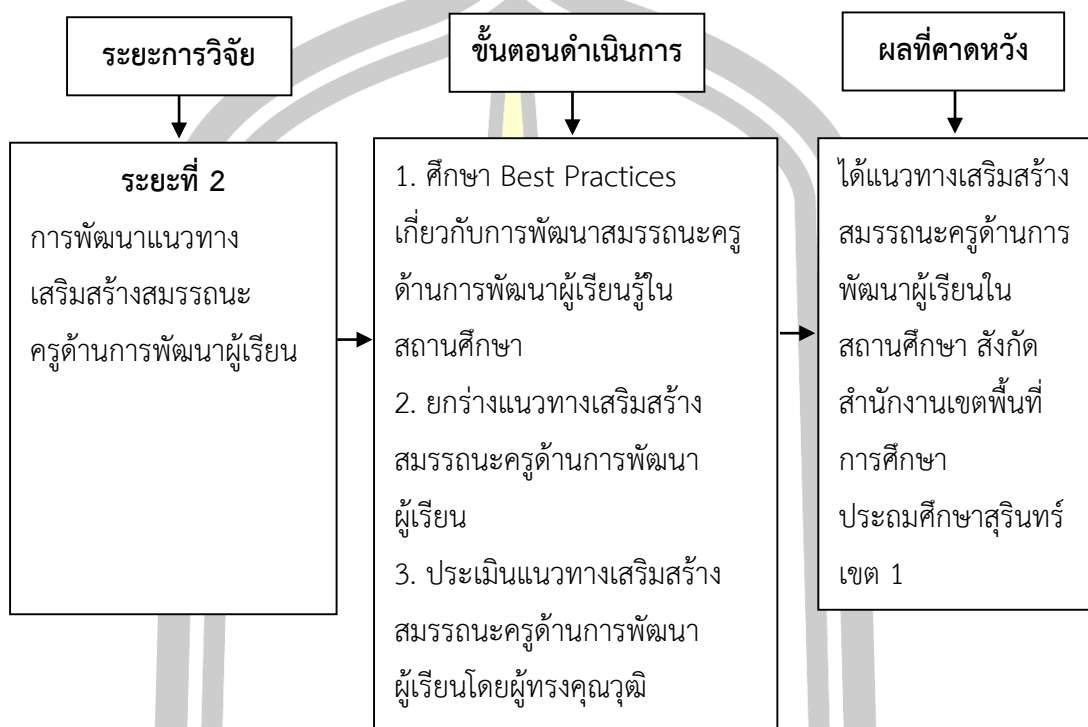 ระยะการวิจัย
ขั้นตอนดำเนินการ
ผลที่คาดหวัง
ระยะที่ 2
การพัฒนาแนวทาง
เสริมสร้างสมรรถนะ
ครูด้านการพัฒนาผู้เรียน
1. ศึกษา Best Practices
เกี่ยวกับการพัฒนาสมรรถนะครู
ด้านการพัฒนาผู้เรียนรู้ใน
สถานศึกษา
2. ยกร่างแนวทางเสริมสร้าง
สมรรถนะครูด้านการพัฒนา
ผู้เรียน
3. ประเมินแนวทางเสริมสร้าง
สมรรถนะครูด้านการพัฒนา
ผู้เรียนโดยผู้ทรงคุณวุฒิ
ได้แนวทางเสริมสร้าง
สมรรถนะครูด้านการ
พัฒนาผู้เรียนใน
สถานศึกษา สังกัด
สำนักงานเขตพื้นที่
การศึกษา
ประถมศึกษาสุรินทร์
เขต 1